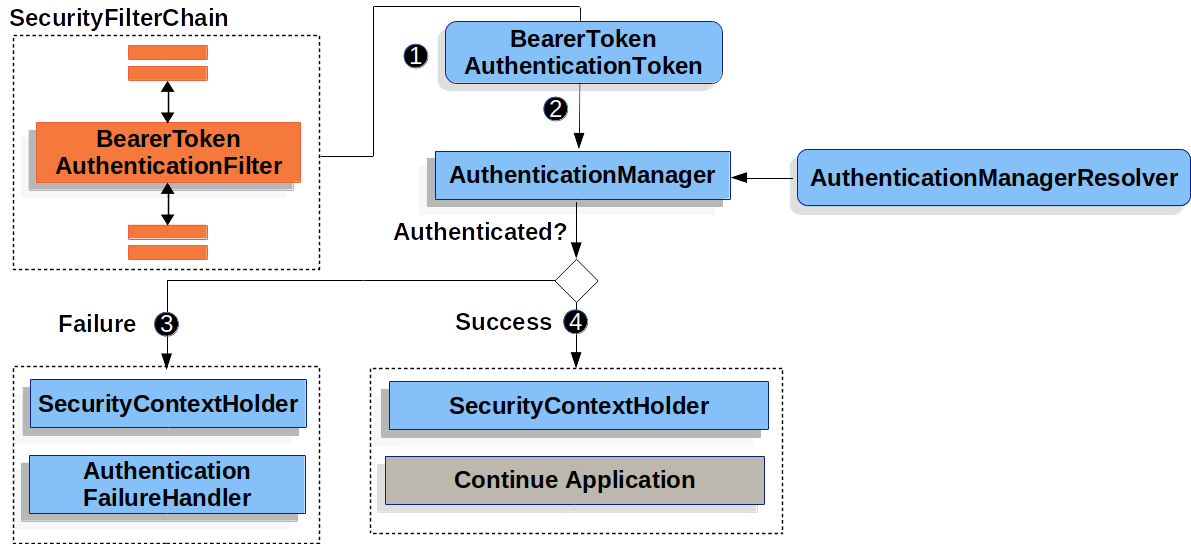 SecurityFilterChain
BearerToken
AuthenticationFilter
1
BearerToken
AuthenticationToken
2
AuthenticationManager
AuthenticationManagerResolver
Authenticated?
Failure
3
Success
4
SecurityContextHolder
Authentication
FailureHandler
SecurityContextHolder
Continue Application